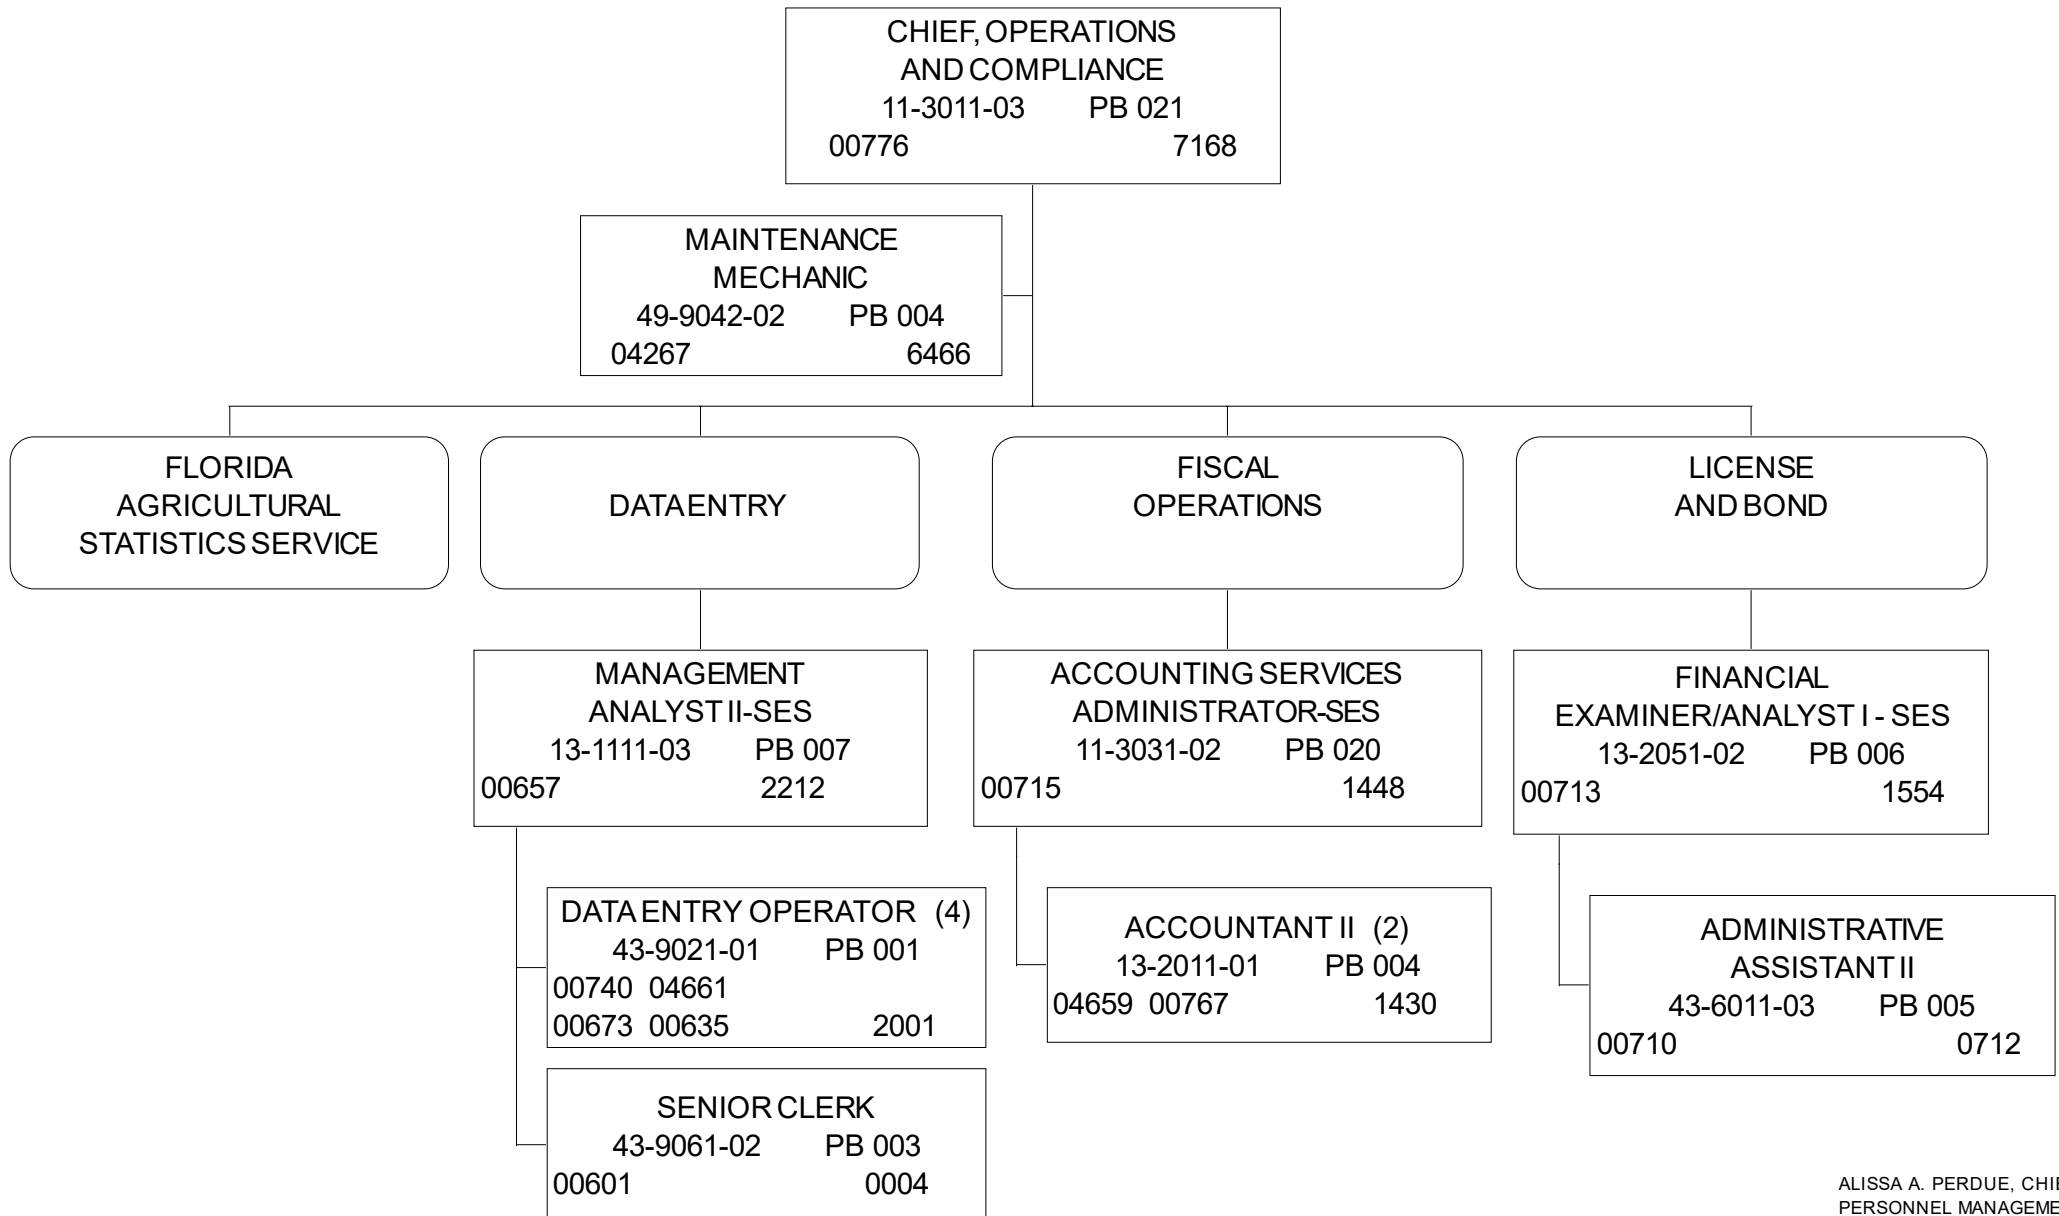 CHIEF, OPERATIONS
AND COMPLIANCE
11-3011-03 PB 021
00776 7168
MAINTENANCE
MECHANIC
49-9042-02 PB 004
04267 6466
FLORIDA
AGRICULTURAL
STATISTICS SERVICE
DATA ENTRY
FISCAL
OPERATIONS
LICENSE
AND BOND
MANAGEMENT
ANALYST II-SES
13-1111-03 PB 007
00657 2212
ACCOUNTING SERVICES
ADMINISTRATOR-SES
11-3031-02 PB 020
00715 1448
FINANCIAL
EXAMINER/ANALYST I - SES
13-2051-02 PB 006
00713 1554
DATA ENTRY OPERATOR (4)
43-9021-01 PB 001
00740 04661
00673 00635 2001
ACCOUNTANT II (2)
13-2011-01 PB 004
04659 00767 1430
ADMINISTRATIVE
ASSISTANT II
43-6011-03 PB 005
00710 0712
SENIOR CLERK
43-9061-02 PB 003
00601 0004
ALISSA A. PERDUE,
PERSONNEL